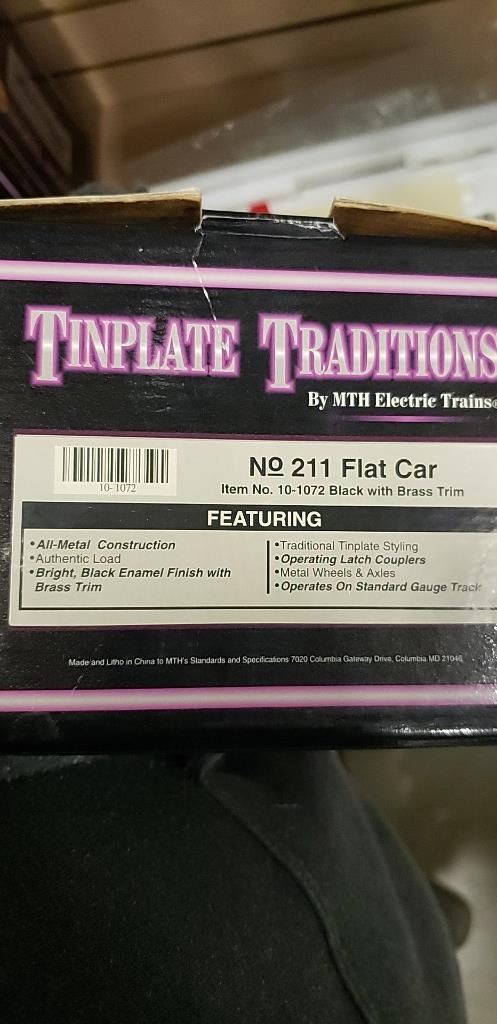 TINPLATE TRADITIONS
By MTH Electric Trains®
10-1072
No 211 Flat Car
Item No. 10-1072 Black with Brass Trim
FEATURING
•All-Metal Construction
•Authentic Load
•Bright, Black Enamel Finish with
Brass Trim
•Traditional Tinplate Styling
•Operating Latch Couplers
•Metal Wheels & Axles
•Operates On Standard Gauge Track
Made and Litho in China to MTH's Standards and Specifications 7020 Columbia Gateway Drive, Columbia MD 21046